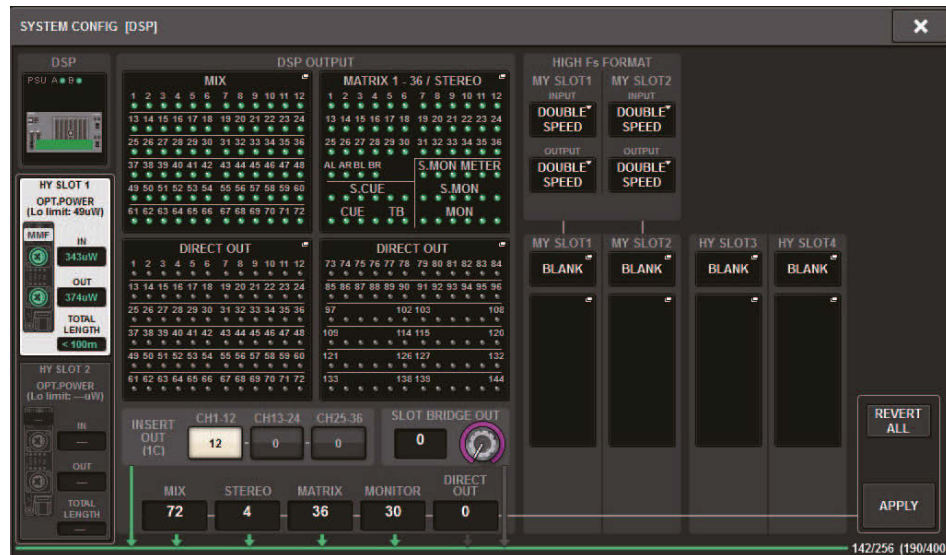 SYSTEM CONFIG [DSP]
DSP
PSU A B
HY SLOT 1
OPT.POWER
(Lo limit: 49uW)
MMF
IN
343uW
OUT
374uW
TOTAL
LENGTH
< 100m
HY SLOT 2
OPT.POWER
(Lo limit: ---uW)
---
IN
---
OUT
---
TOTAL
LENGTH
---
DSP OUTPUT
MIX
1 2 3 4 5 6 7 8 9 10 11 12
13 14 15 16 17 18 19 20 21 22 23 24
25 26 27 28 29 30 31 32 33 34 35 36
37 38 39 40 41 42 43 44 45 46 47 48
49 50 51 52 53 54 55 56 57 58 59 60
61 62 63 64 65 66 67 68 69 70 71 72
MATRIX 1 - 36 / STEREO
1 2 3 4 5 6 7 8 9 10 11 12
13 14 15 16 17 18 19 20 21 22 23 24
25 26 27 28 29 30 31 32 33 34 35 36
AL AR BL BR S.MON METER
S.CUE S.MON
CUE TB MON
DIRECT OUT
1 2 3 4 5 6 7 8 9 10 11 12
13 14 15 16 17 18 19 20 21 22 23 24
25 26 27 28 29 30 31 32 33 34 35 36
37 38 39 40 41 42 43 44 45 46 47 48
49 50 51 52 53 54 55 56 57 58 59 60
61 62 63 64 65 66 67 68 69 70 71 72
DIRECT OUT
73 74 75 76 77 78 79 80 81 82 83 84
85 86 87 88 89 90 91 92 93 94 95 96
97 102 103 108
109 114 115 120
121 126 127 132
133 138 139 144
INSERT
OUT
(1C)
CH1-12 CH13-24 CH25-36
12 - 0 - 0
SLOT BRIDGE OUT
0
MIX STEREO MATRIX MONITOR DIRECT
OUT
72 4 36 30 0
HIGH Fs FORMAT
MY SLOT1 MY SLOT2
INPUT INPUT
DOUBLE DOUBLE
SPEED SPEED
OUTPUT OUTPUT
DOUBLE DOUBLE
SPEED SPEED
MY SLOT1 MY SLOT2 HY SLOT3 HY SLOT4
BLANK BLANK BLANK BLANK
REVERT
ALL
APPLY
142/256 (190/400